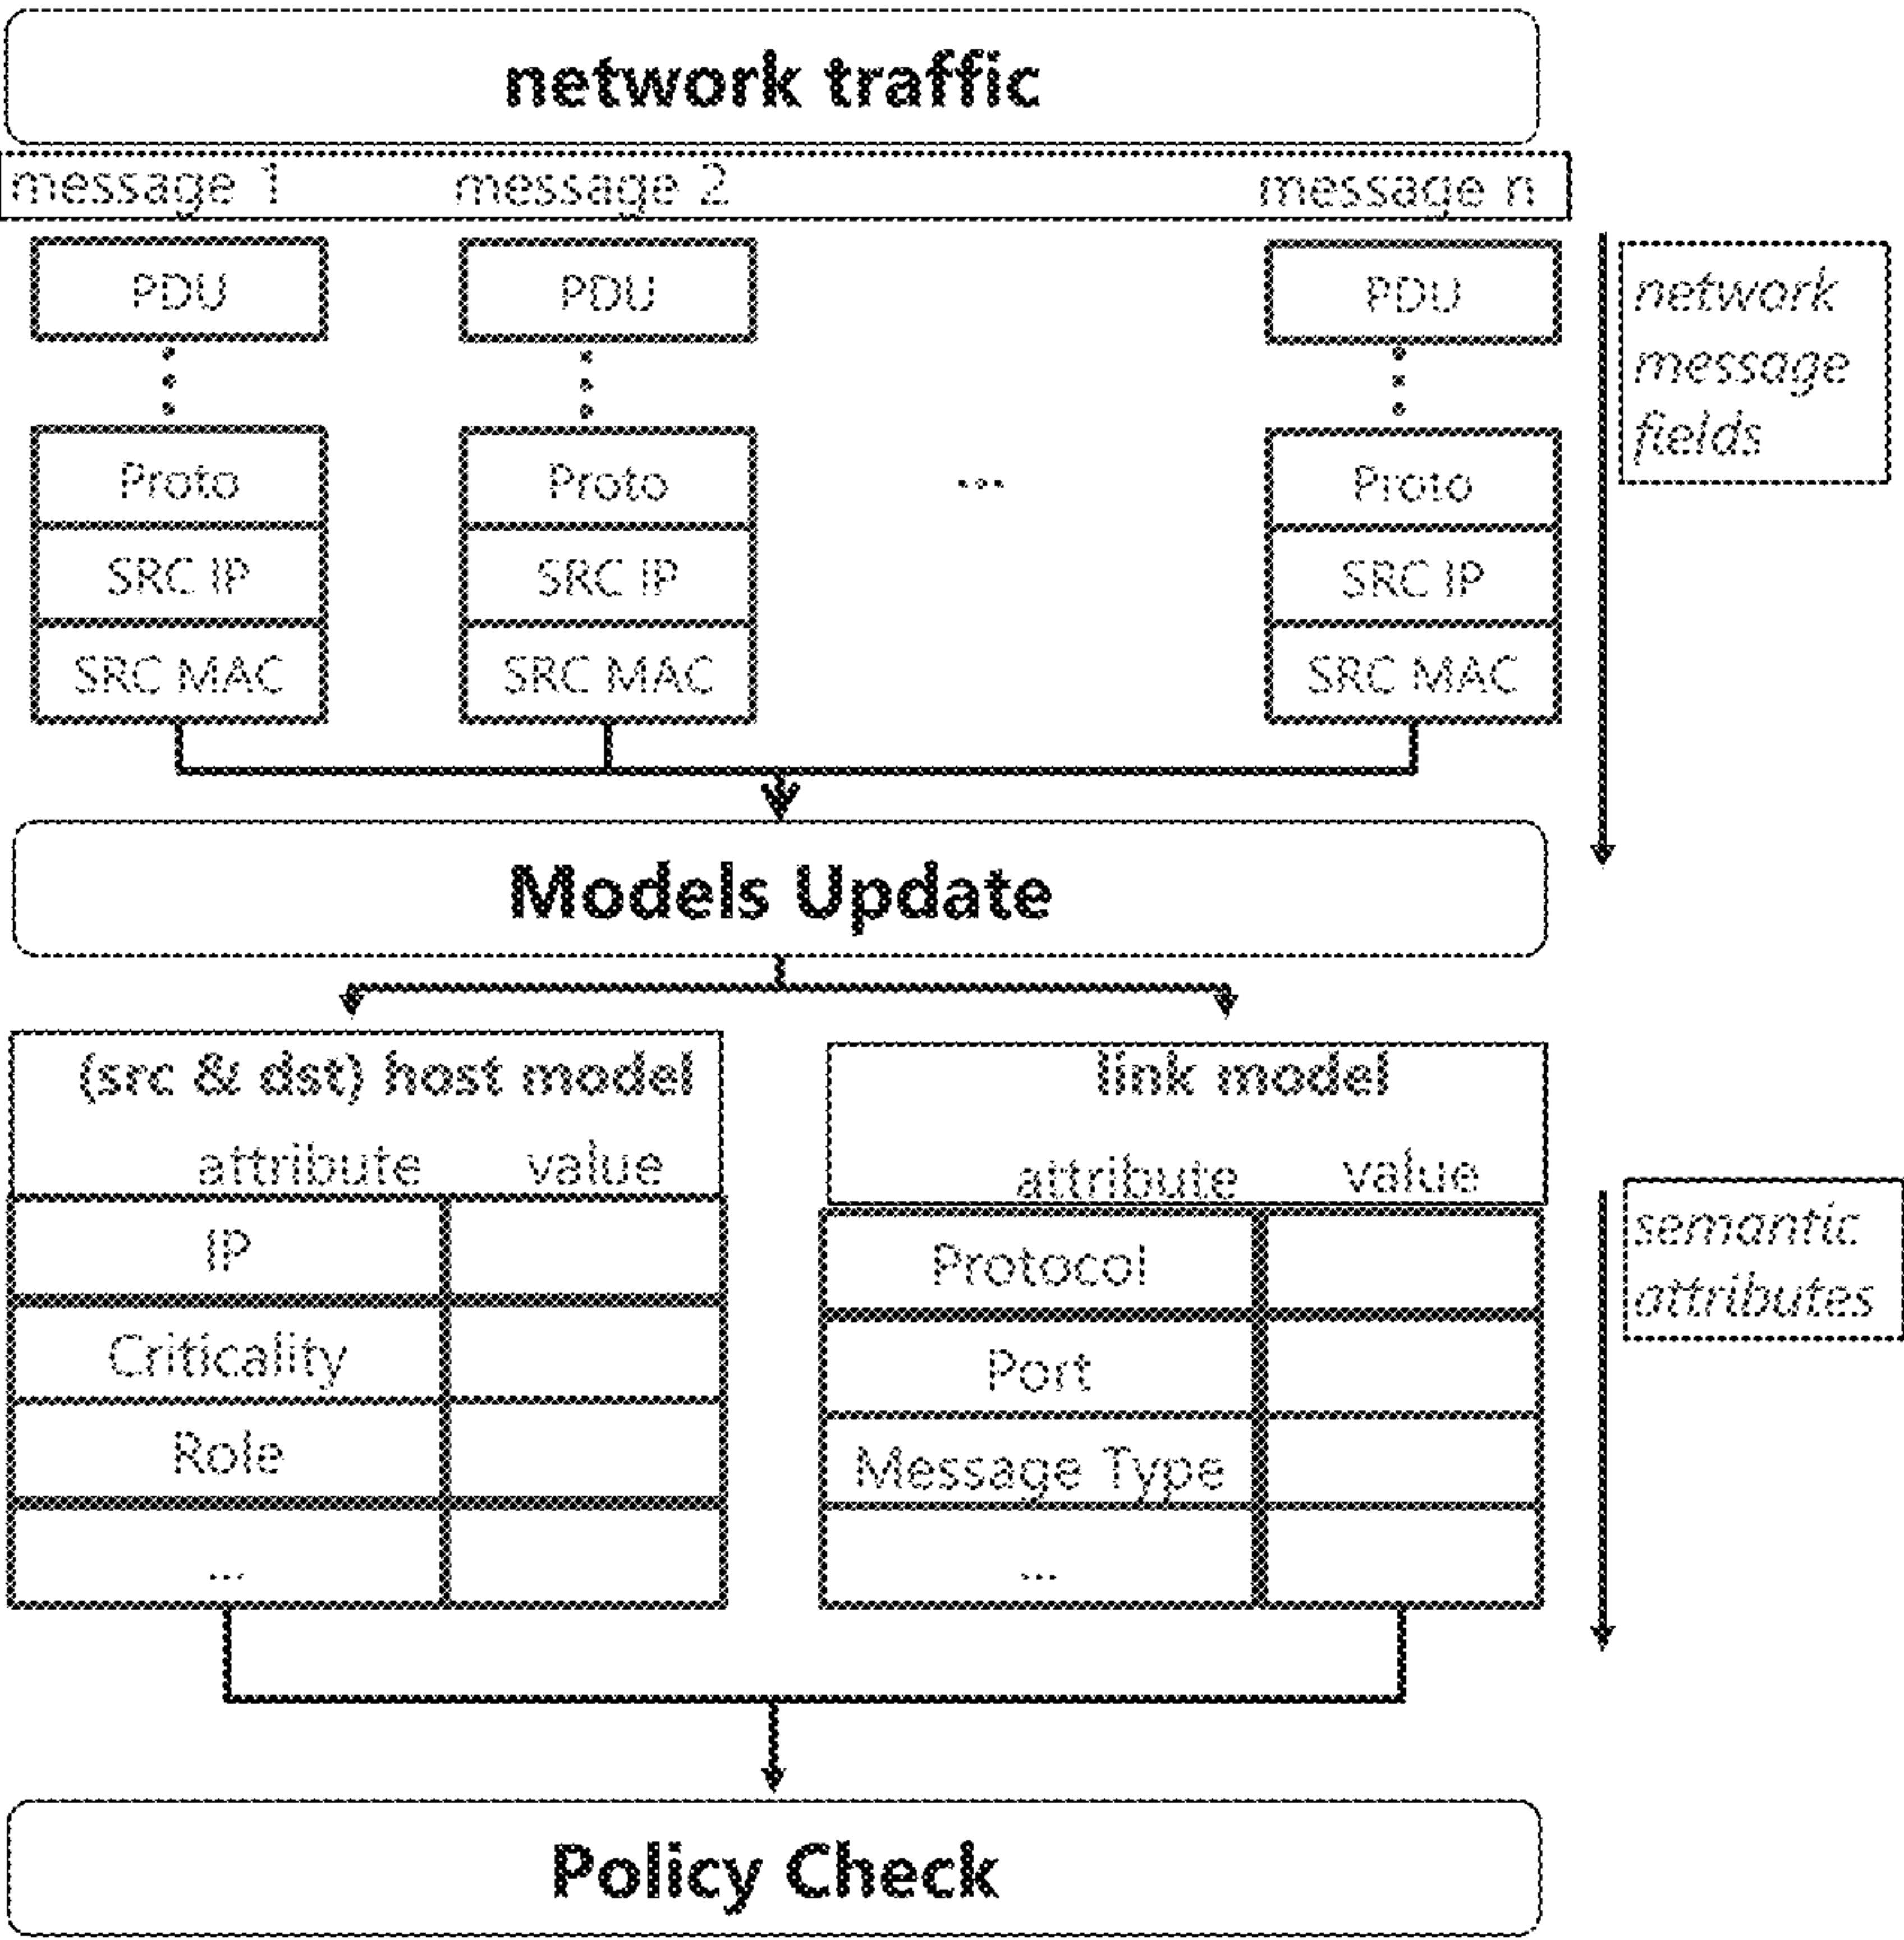 network traffic
message 1 message 2 message n
PDU PDU PDU
Proto Proto ... Proto
SRC IP SRC IP SRC IP
SRC MAC SRC MAC SRC MAC
network
message
fields
Models Update
(src & dst) host model
attribute value
IP
Criticality
Role
...
link model
attribute value
Protocol
Port
Message Type
...
semantic
attributes
Policy Check